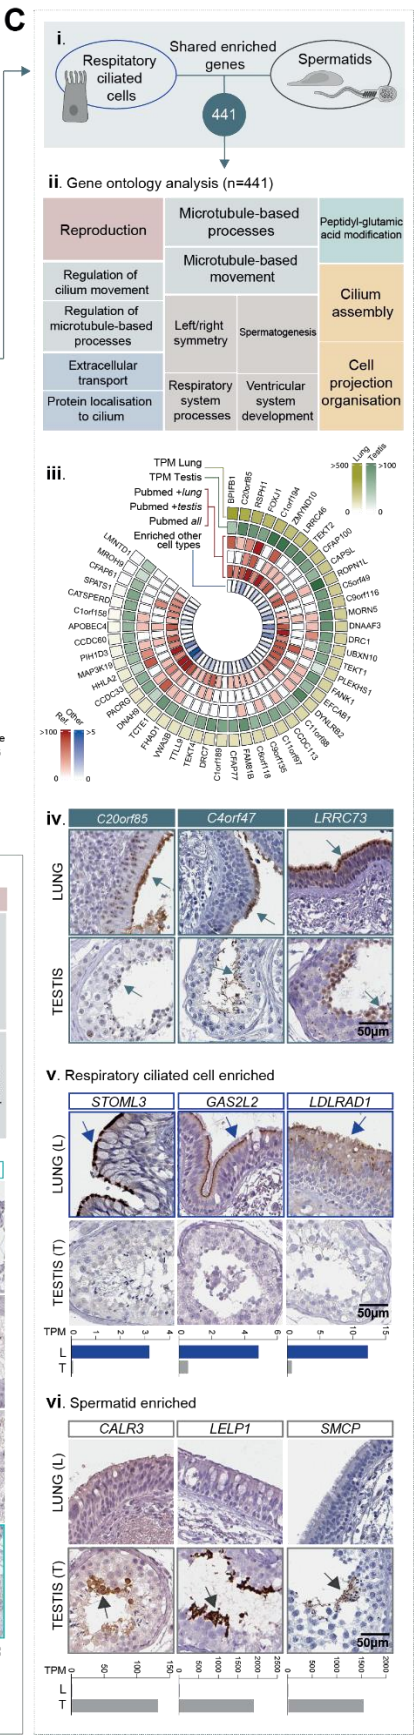 C
i.
Respitatory
ciliated
cells
Shared enriched
genes
Spermatids
441
ii. Gene ontology analysis (n=441)
Reproduction
Microtubule-based
processes
Peptidyl-glutamic
acid modification
Regulation of
cilium movement
Microtubule-based
movement
Cilium
assembly
Regulation of
microtubule-based
processes
Left/right
symmetry
Spermatogenesis
Extracellular
transport
Protein localisation
to cilium
Respiratory
system
processes
Ventricular
system
development
Cell
projection
organisation
iii.
TPM Lung
TPM Testis
Pubmed +lung
Pubmed +testis
Pubmed all
Enriched other
cell types
Lung
Testis
>500
>100
0
0
BPIFB1
C20orf85
RSPH1
FOXJ1
C1orf194
ZMYND10
LRRC46
TEKT2
CFAP100
CAPSL
ROPN1L
C5orf49
C9orf116
MORN5
DNAAF3
DRC1
UBXN10
TEKT1
PLEKHS1
FANK1
EFCAB1
DYNLRB2
C11orf88
CCDC113
C11orf97
C9orf135
C6orf118
FAM81B
CFAP77
C1orf189
DRC7
TEKT4
TTLL9
VWA3B
FHAD1
TCTE1
DNAH9
PACRG
CCDC33
HHLA2
MAP3K19
PIH1D3
CCDC60
APOBEC4
C1orf158
CATSPERD
SPATS1
CFAP61
MROH9
LMNTD1
Ref.
Other
>100
>5
0
0
iv.
C20orf85
C4orf47
LRRC73
LUNG
TESTIS
50µm
v. Respiratory ciliated cell enriched
STOML3
GAS2L2
LDLRAD1
LUNG (L)
TESTIS (T)
50µm
TPM
0 1 2 3 4
0 2 4 6
0 5 10 15
L
T
vi. Spermatid enriched
CALR3
LELP1
SMCP
LUNG (L)
TESTIS (T)
50µm
TPM
0 50 100 150
0 500 1000 1500 2000 2500
0 500 1000 1500 2000
L
T